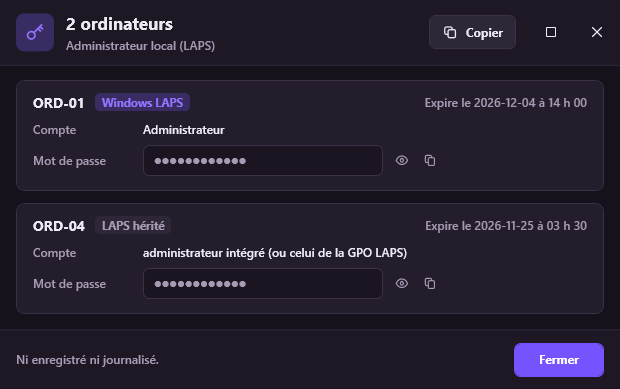 2 ordinateurs
Administrateur local (LAPS)
Copier
ORD-01 Windows LAPS Expire le 2026-12-04 à 14 h 00
Compte Administrateur
Mot de passe ●●●●●●●●●●●●
ORD-04 LAPS hérité Expire le 2026-11-25 à 03 h 30
Compte administrateur intégré (ou celui de la GPO LAPS)
Mot de passe ●●●●●●●●●●●●
Ni enregistré ni journalisé.
Fermer